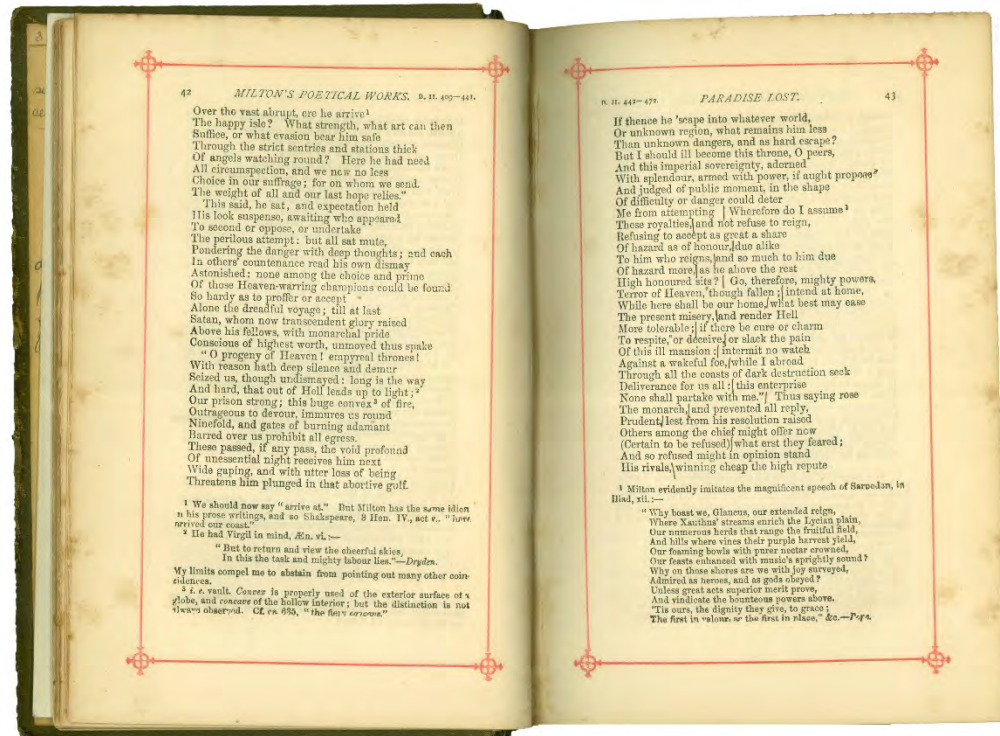 42 MILTON'S POETICAL WORKS. B. II. 409—441.
Over the vast abrupt, ere he arrive¹
The happy isle? What strength, what art can then
Suffice, or what evasion bear him safe
Through the strict sentries and stations thick
Of angels watching round? Here he had need
All circumspection, and we now no less
Choice in our suffrage; for on whom we send.
The weight of all and our last hope relies."
This said, he sat, and expectation held
His look suspense, awaiting who appeared
To second or oppose, or undertake
The perilous attempt: but all sat mute,
Pondering the danger with deep thoughts; and each
In others' countenance read his own dismay
Astonished: none among the choice and prime
Of those Heaven-warring champions could be found
So hardy as to proffer or accept
Alone the dreadful voyage; till at last
Satan, whom now transcendent glory raised
Above his fellows, with monarchal pride
Conscious of highest worth, unmoved thus spake
"O progeny of Heaven! empyreal thrones!
With reason hath deep silence and demur
Seized us, though undismayed: long is the way
And hard, that out of Hell leads up to light;²
Our prison strong; this huge convex³ of fire,
Outrageous to devour, immures us round
Ninefold, and gates of burning adamant
Barred over us prohibit all egress.
These passed, if any pass, the void profound
Of unessential night receives him next
Wide gaping, and with utter loss of being
Threatens him plunged in that abortive gulf.
¹ We should now say "arrive at." But Milton has the same idiom
n his prose writings, and so Shakspeare, 3 Hen. IV., act v., "have
arrived our coast."
² He had Virgil in mind, Æn. vi.:—
"But to return and view the cheerful skies,
In this the task and mighty labour lies."—Dryden.
My limits compel me to abstain from pointing out many other coin-
cidences.
³ i. e. vault. Convex is properly used of the exterior surface of a
globe, and concave of the hollow interior; but the distinction is not
always observed. Cf. ver. 635, "the fiery concave."
B. II. 442—472. PARADISE LOST. 43
If thence he 'scape into whatever world,
Or unknown region, what remains him less
Than unknown dangers, and as hard escape?
But I should ill become this throne, O peers,
And this imperial sovereignty, adorned
With splendour, armed with power, if aught proposed
And judged of public moment, in the shape
Of difficulty or danger could deter
Me from attempting | Wherefore do I assume¹
These royalties, and not refuse to reign,
Refusing to accept as great a share
Of hazard as of honour, due alike
To him who reigns, and so much to him due
Of hazard more, as he above the rest
High honoured sits? | Go, therefore, mighty powers,
Terror of Heaven, though fallen; intend at home,
While here shall be our home, what best may ease
The present misery, and render Hell
More tolerable; if there be cure or charm
To respite, or deceive, or slack the pain
Of this ill mansion: intermit no watch
Against a wakeful foe, while I abroad
Through all the coasts of dark destruction seek
Deliverance for us all: this enterprise
None shall partake with me." | Thus saying rose
The monarch, and prevented all reply,
Prudent, lest from his resolution raised
Others among the chief might offer now
(Certain to be refused) what erst they feared;
And so refused might in opinion stand
His rivals, winning cheap the high repute
¹ Milton evidently imitates the magnificent speech of Sarpedon, in
Iliad, xii.:—
"Why boast we, Glaucus, our extended reign,
Where Xanthus' streams enrich the Lycian plain,
Our numerous herds that range the fruitful field,
And hills where vines their purple harvest yield,
Our foaming bowls with purer nectar crowned,
Our feasts enhanced with music's sprightly sound?
Why on those shores are we with joy surveyed,
Admired as heroes, and as gods obeyed?
Unless great acts superior merit prove,
And vindicate the bounteous powers above.
'Tis ours, the dignity they give, to grace;
The first in valour, as the first in place," &c.—Pope.